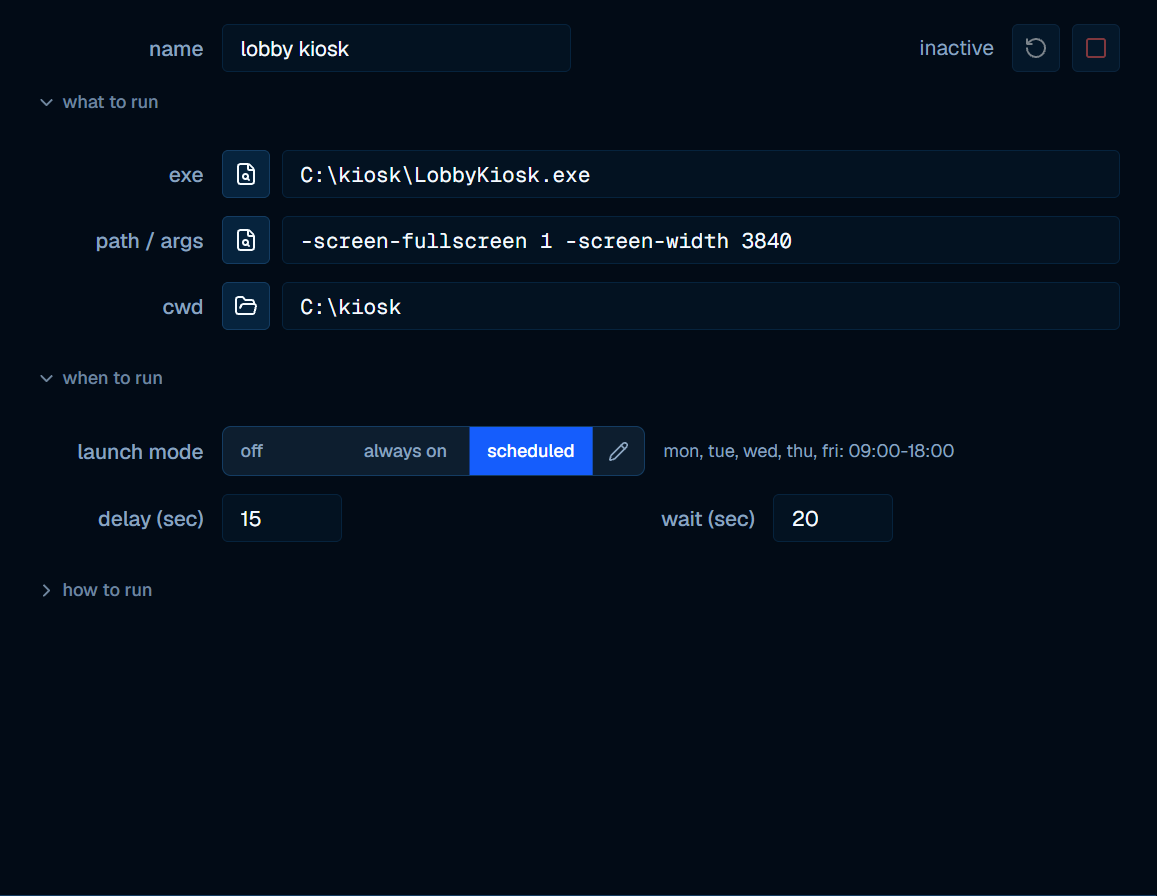 name lobby kiosk inactive
what to run
exe C:\kiosk\LobbyKiosk.exe
path / args -screen-fullscreen 1 -screen-width 3840
cwd C:\kiosk
when to run
launch mode off always on scheduled mon, tue, wed, thu, fri: 09:00-18:00
delay (sec) 15 wait (sec) 20
how to run